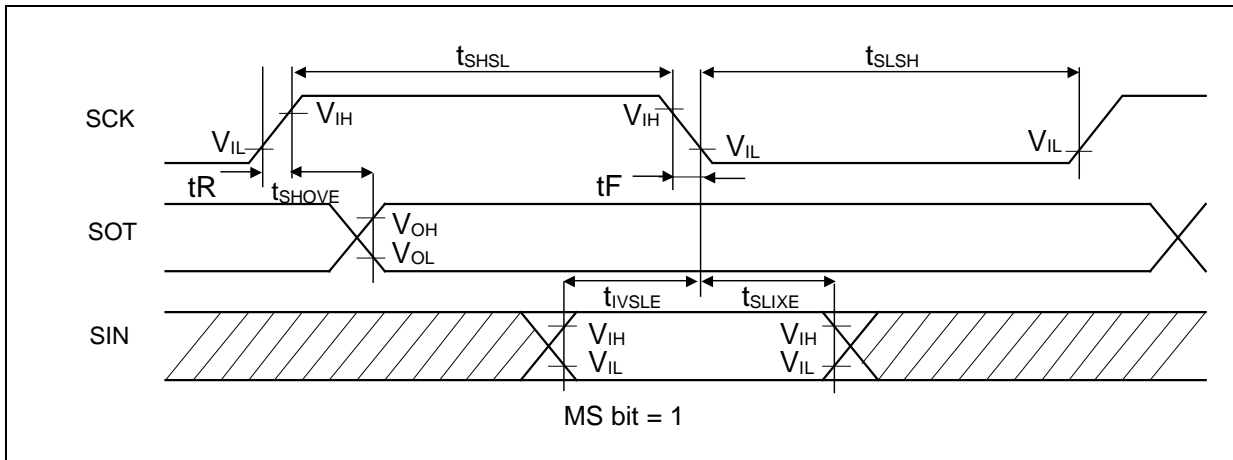 tSHSL tSLSH
SCK VIH VIH
VIL VIL VIL
tR tSHOVE tF
SOT VOH
VOL
tIVSLE tSLIXE
SIN VIH VIH
VIL VIL
MS bit = 1